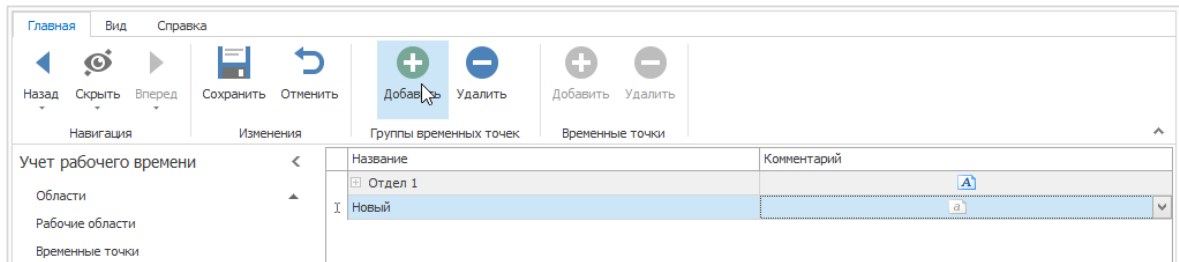 Главная Вид Справка
Назад Скрыть Вперед Сохранить Отменить Добавить Удалить Добавить Удалить
Навигация Изменения Группы временных точек Временные точки
Учет рабочего времени
Название Комментарий
Отдел 1
Области
Новый
Рабочие области
Временные точки